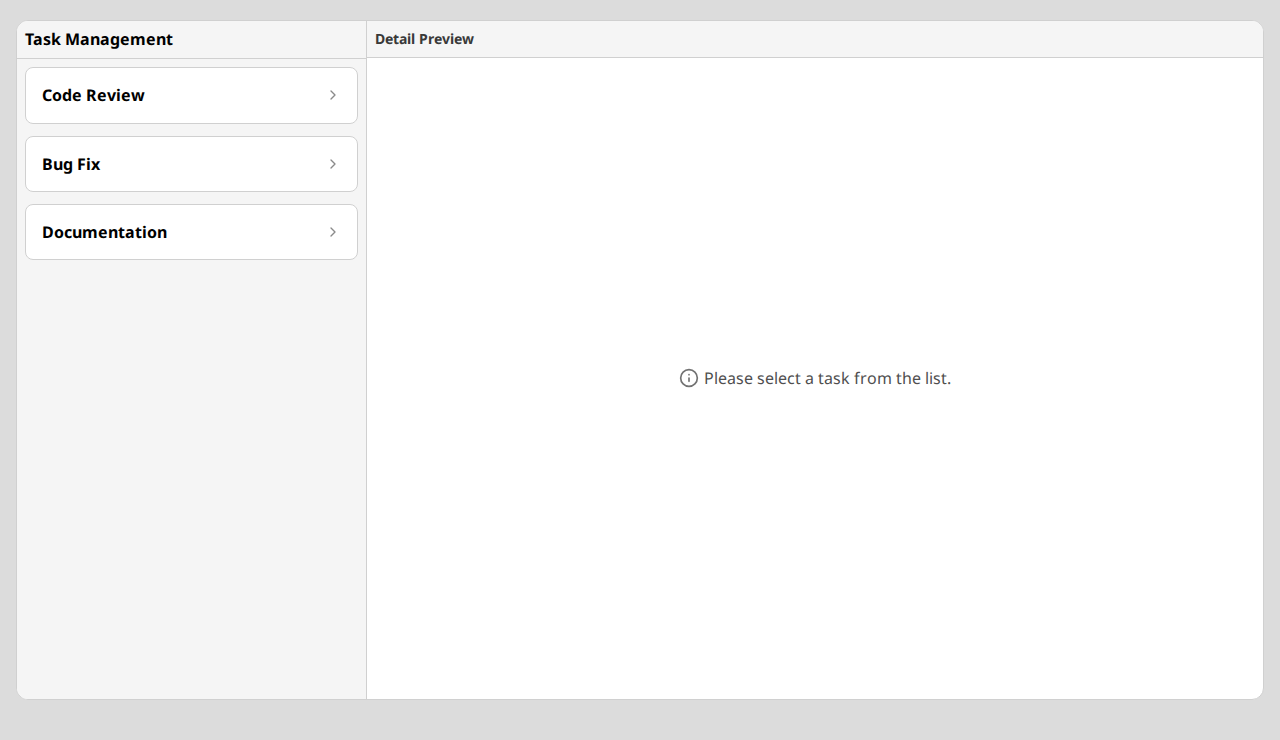 Task Management
Code Review
Bug Fix
Documentation
Detail Preview
Please select a task from the list.